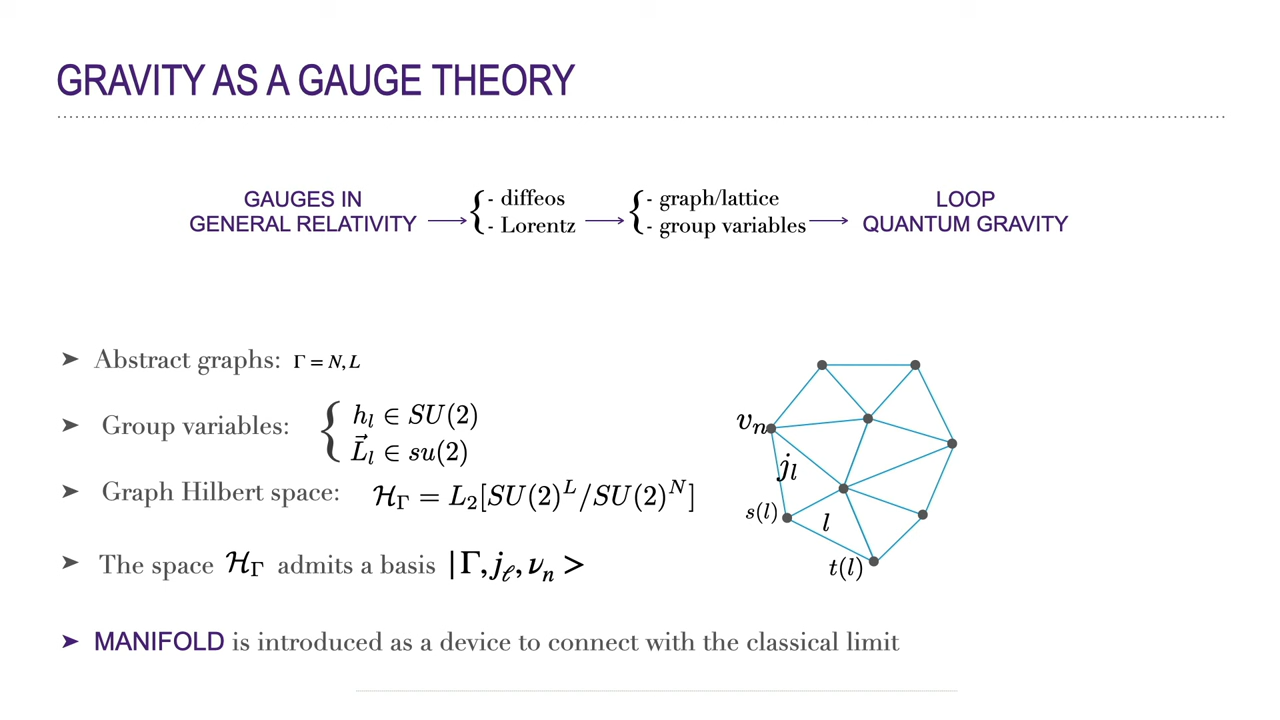 GRAVITY AS A GAUGE THEORY
GAUGES IN
GENERAL RELATIVITY
- diffeos
- Lorentz
- graph/lattice
- group variables
LOOP
QUANTUM GRAVITY
➤ Abstract graphs: Γ = N, L
➤ Group variables: { h_l ∈ SU(2)
L⃗_l ∈ su(2)
➤ Graph Hilbert space: ℋ_Γ = L_2[SU(2)^L/SU(2)^N]
➤ The space ℋ_Γ admits a basis |Γ, j_ℓ, ν_n >
➤ MANIFOLD is introduced as a device to connect with the classical limit
v_n
j_l
s(l)
l
t(l)